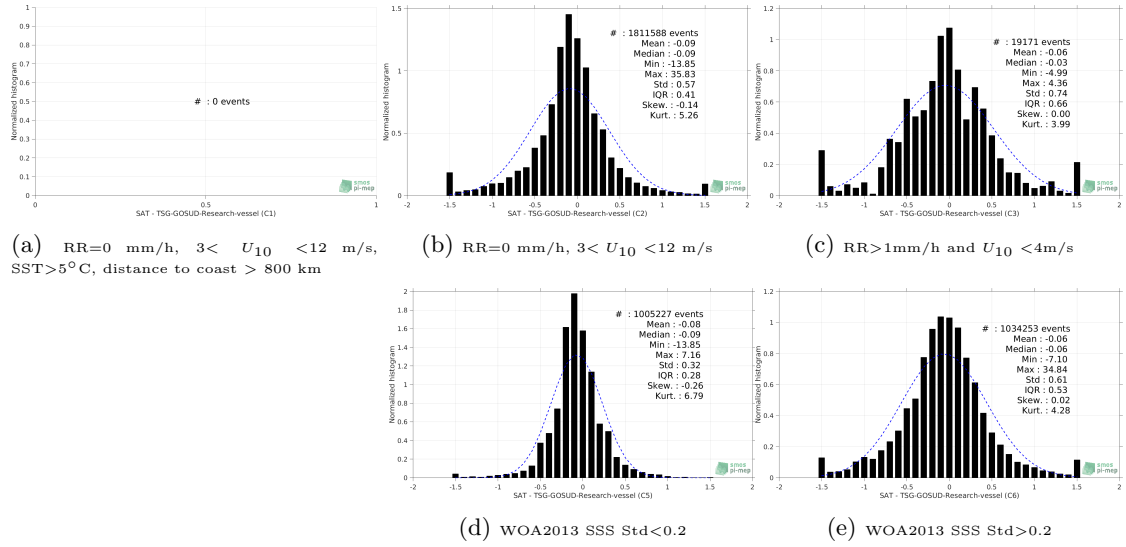 Normalized histogram
1
0.9
0.8
0.7
0.6
0.5
0.4
0.3
0.2
0.1
0
# : 0 events
0
0.5
1
SAT - TSG-GOSUD-Research-vessel (C1)
smos
pi-mep
(a) RR=0 mm/h, 3< U10 <12 m/s,
SST>5°C, distance to coast > 800 km
Normalized histogram
1.5
1
0.5
0
# : 1811588 events
Mean : -0.09
Median : -0.09
Min : -13.85
Max : 35.83
Std : 0.57
IQR : 0.41
Skew. : -0.14
Kurt. : 5.26
-2
-1.5
-1
-0.5
0
0.5
1
1.5
2
SAT - TSG-GOSUD-Research-vessel (C2)
smos
pi-mep
(b) RR=0 mm/h, 3< U10 <12 m/s
Normalized histogram
1.2
1
0.8
0.6
0.4
0.2
0
# : 19171 events
Mean : -0.06
Median : -0.03
Min : -4.99
Max : 4.36
Std : 0.74
IQR : 0.66
Skew. : 0.00
Kurt. : 3.99
-2
-1.5
-1
-0.5
0
0.5
1
1.5
2
SAT - TSG-GOSUD-Research-vessel (C3)
smos
pi-mep
(c) RR>1mm/h and U10 <4m/s
Normalized histogram
2
1.8
1.6
1.4
1.2
1
0.8
0.6
0.4
0.2
0
# : 1005227 events
Mean : -0.08
Median : -0.09
Min : -13.85
Max : 7.16
Std : 0.32
IQR : 0.28
Skew. : -0.26
Kurt. : 6.79
-2
-1.5
-1
-0.5
0
0.5
1
1.5
2
SAT - TSG-GOSUD-Research-vessel (C5)
smos
pi-mep
(d) WOA2013 SSS Std<0.2
Normalized histogram
1.2
1
0.8
0.6
0.4
0.2
0
# : 1034253 events
Mean : -0.06
Median : -0.06
Min : -7.10
Max : 34.84
Std : 0.61
IQR : 0.53
Skew. : 0.02
Kurt. : 4.28
-2
-1.5
-1
-0.5
0
0.5
1
1.5
2
SAT - TSG-GOSUD-Research-vessel (C6)
smos
pi-mep
(e) WOA2013 SSS Std>0.2